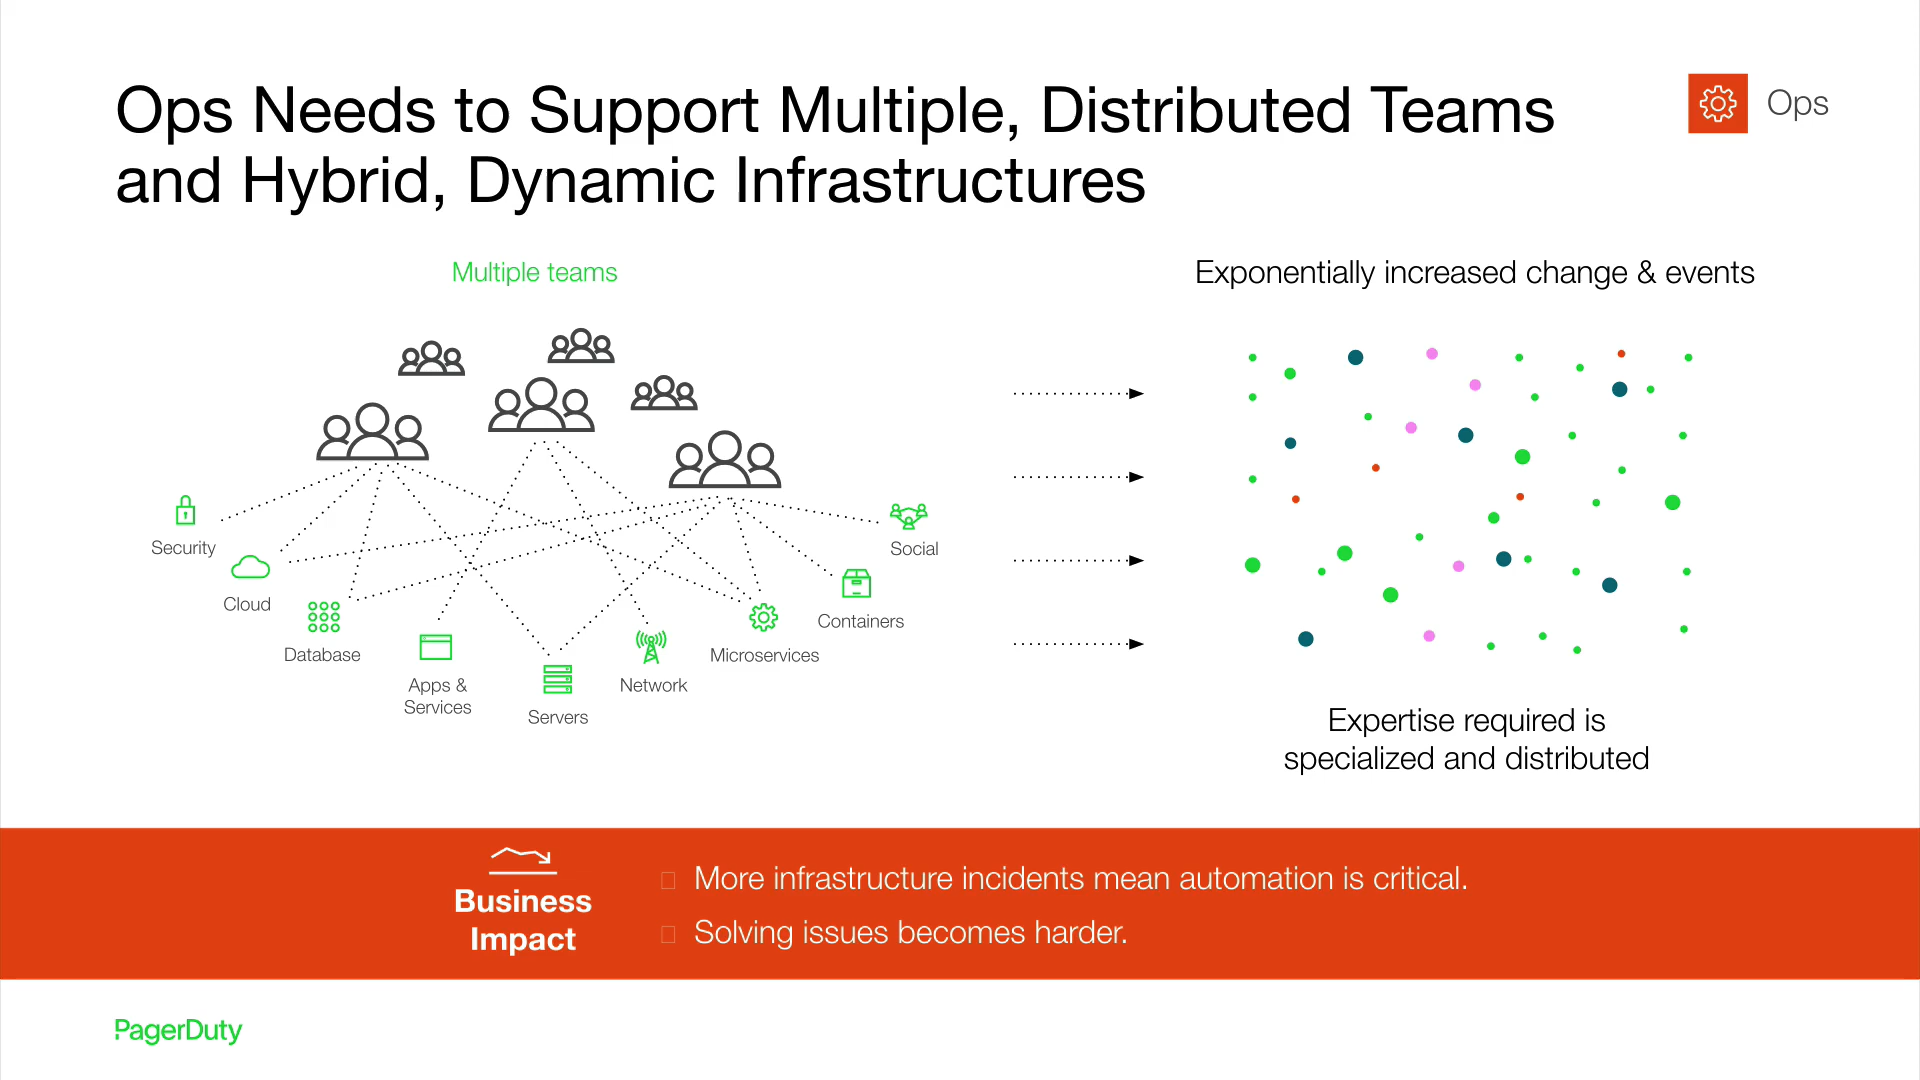 Ops Needs to Support Multiple, Distributed Teams
and Hybrid, Dynamic Infrastructures
Ops
Multiple teams
Security
Cloud
Database
Apps &
Services
Servers
Network
Microservices
Containers
Social
Exponentially increased change & events
Expertise required is
specialized and distributed
Business
Impact
More infrastructure incidents mean automation is critical.
Solving issues becomes harder.
PagerDuty